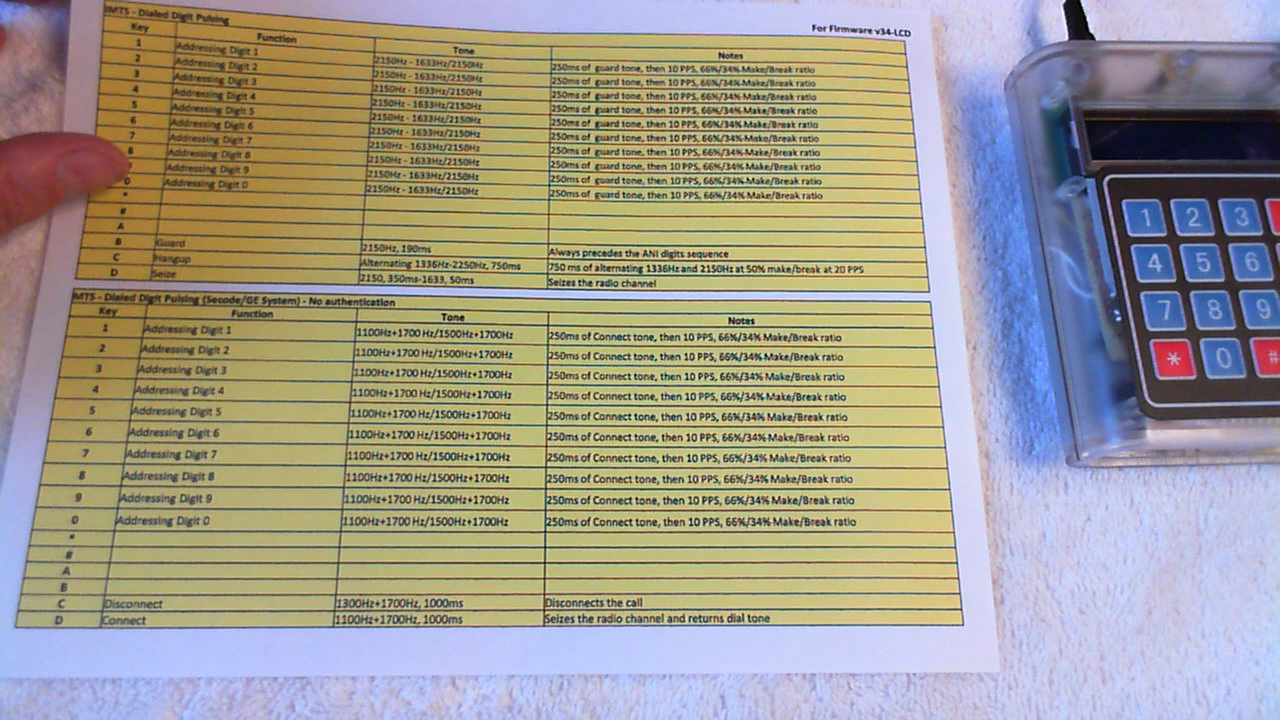 IMTS - Dialed Digit Pulsing
For Firmware v34-LCD
Key Function Tone Notes
1 Addressing Digit 1 2150Hz - 1633Hz/2150Hz 250ms of guard tone, then 10 PPS, 66%/34% Make/Break ratio
2 Addressing Digit 2 2150Hz - 1633Hz/2150Hz 250ms of guard tone, then 10 PPS, 66%/34% Make/Break ratio
3 Addressing Digit 3 2150Hz - 1633Hz/2150Hz 250ms of guard tone, then 10 PPS, 66%/34% Make/Break ratio
4 Addressing Digit 4 2150Hz - 1633Hz/2150Hz 250ms of guard tone, then 10 PPS, 66%/34% Make/Break ratio
5 Addressing Digit 5 2150Hz - 1633Hz/2150Hz 250ms of guard tone, then 10 PPS, 66%/34% Make/Break ratio
6 Addressing Digit 6 2150Hz - 1633Hz/2150Hz 250ms of guard tone, then 10 PPS, 66%/34% Make/Break ratio
7 Addressing Digit 7 2150Hz - 1633Hz/2150Hz 250ms of guard tone, then 10 PPS, 66%/34% Make/Break ratio
8 Addressing Digit 8 2150Hz - 1633Hz/2150Hz 250ms of guard tone, then 10 PPS, 66%/34% Make/Break ratio
Addressing Digit 9 2150Hz - 1633Hz/2150Hz 250ms of guard tone, then 10 PPS, 66%/34% Make/Break ratio
0 Addressing Digit 0 2150Hz - 1633Hz/2150Hz 250ms of guard tone, then 10 PPS, 66%/34% Make/Break ratio
*
#
A
B Guard 2150Hz, 190ms Always precedes the ANI digits sequence
C Hangup Alternating 1336Hz-2250Hz, 750ms 750 ms of alternating 1336Hz and 2150Hz at 50% make/break at 20 PPS
D Seize 2150, 350ms-1633, 50ms Seizes the radio channel
MTS - Dialed Digit Pulsing (Secode/GE System) - No authentication
Key Function Tone Notes
1 Addressing Digit 1 1100Hz+1700 Hz/1500Hz+1700Hz 250ms of Connect tone, then 10 PPS, 66%/34% Make/Break ratio
2 Addressing Digit 2 1100Hz+1700 Hz/1500Hz+1700Hz 250ms of Connect tone, then 10 PPS, 66%/34% Make/Break ratio
3 Addressing Digit 3 1100Hz+1700 Hz/1500Hz+1700Hz 250ms of Connect tone, then 10 PPS, 66%/34% Make/Break ratio
4 Addressing Digit 4 1100Hz+1700 Hz/1500Hz+1700Hz 250ms of Connect tone, then 10 PPS, 66%/34% Make/Break ratio
5 Addressing Digit 5 1100Hz+1700 Hz/1500Hz+1700Hz 250ms of Connect tone, then 10 PPS, 66%/34% Make/Break ratio
6 Addressing Digit 6 1100Hz+1700 Hz/1500Hz+1700Hz 250ms of Connect tone, then 10 PPS, 66%/34% Make/Break ratio
7 Addressing Digit 7 1100Hz+1700 Hz/1500Hz+1700Hz 250ms of Connect tone, then 10 PPS, 66%/34% Make/Break ratio
8 Addressing Digit 8 1100Hz+1700 Hz/1500Hz+1700Hz 250ms of Connect tone, then 10 PPS, 66%/34% Make/Break ratio
9 Addressing Digit 9 1100Hz+1700 Hz/1500Hz+1700Hz 250ms of Connect tone, then 10 PPS, 66%/34% Make/Break ratio
0 Addressing Digit 0 1100Hz+1700 Hz/1500Hz+1700Hz 250ms of Connect tone, then 10 PPS, 66%/34% Make/Break ratio
*
#
A
B
C Disconnect 1300Hz+1700Hz, 1000ms Disconnects the call
D Connect 1100Hz+1700Hz, 1000ms Seizes the radio channel and returns dial tone
1 2 3
4 5 6
7 8 9
* 0 #